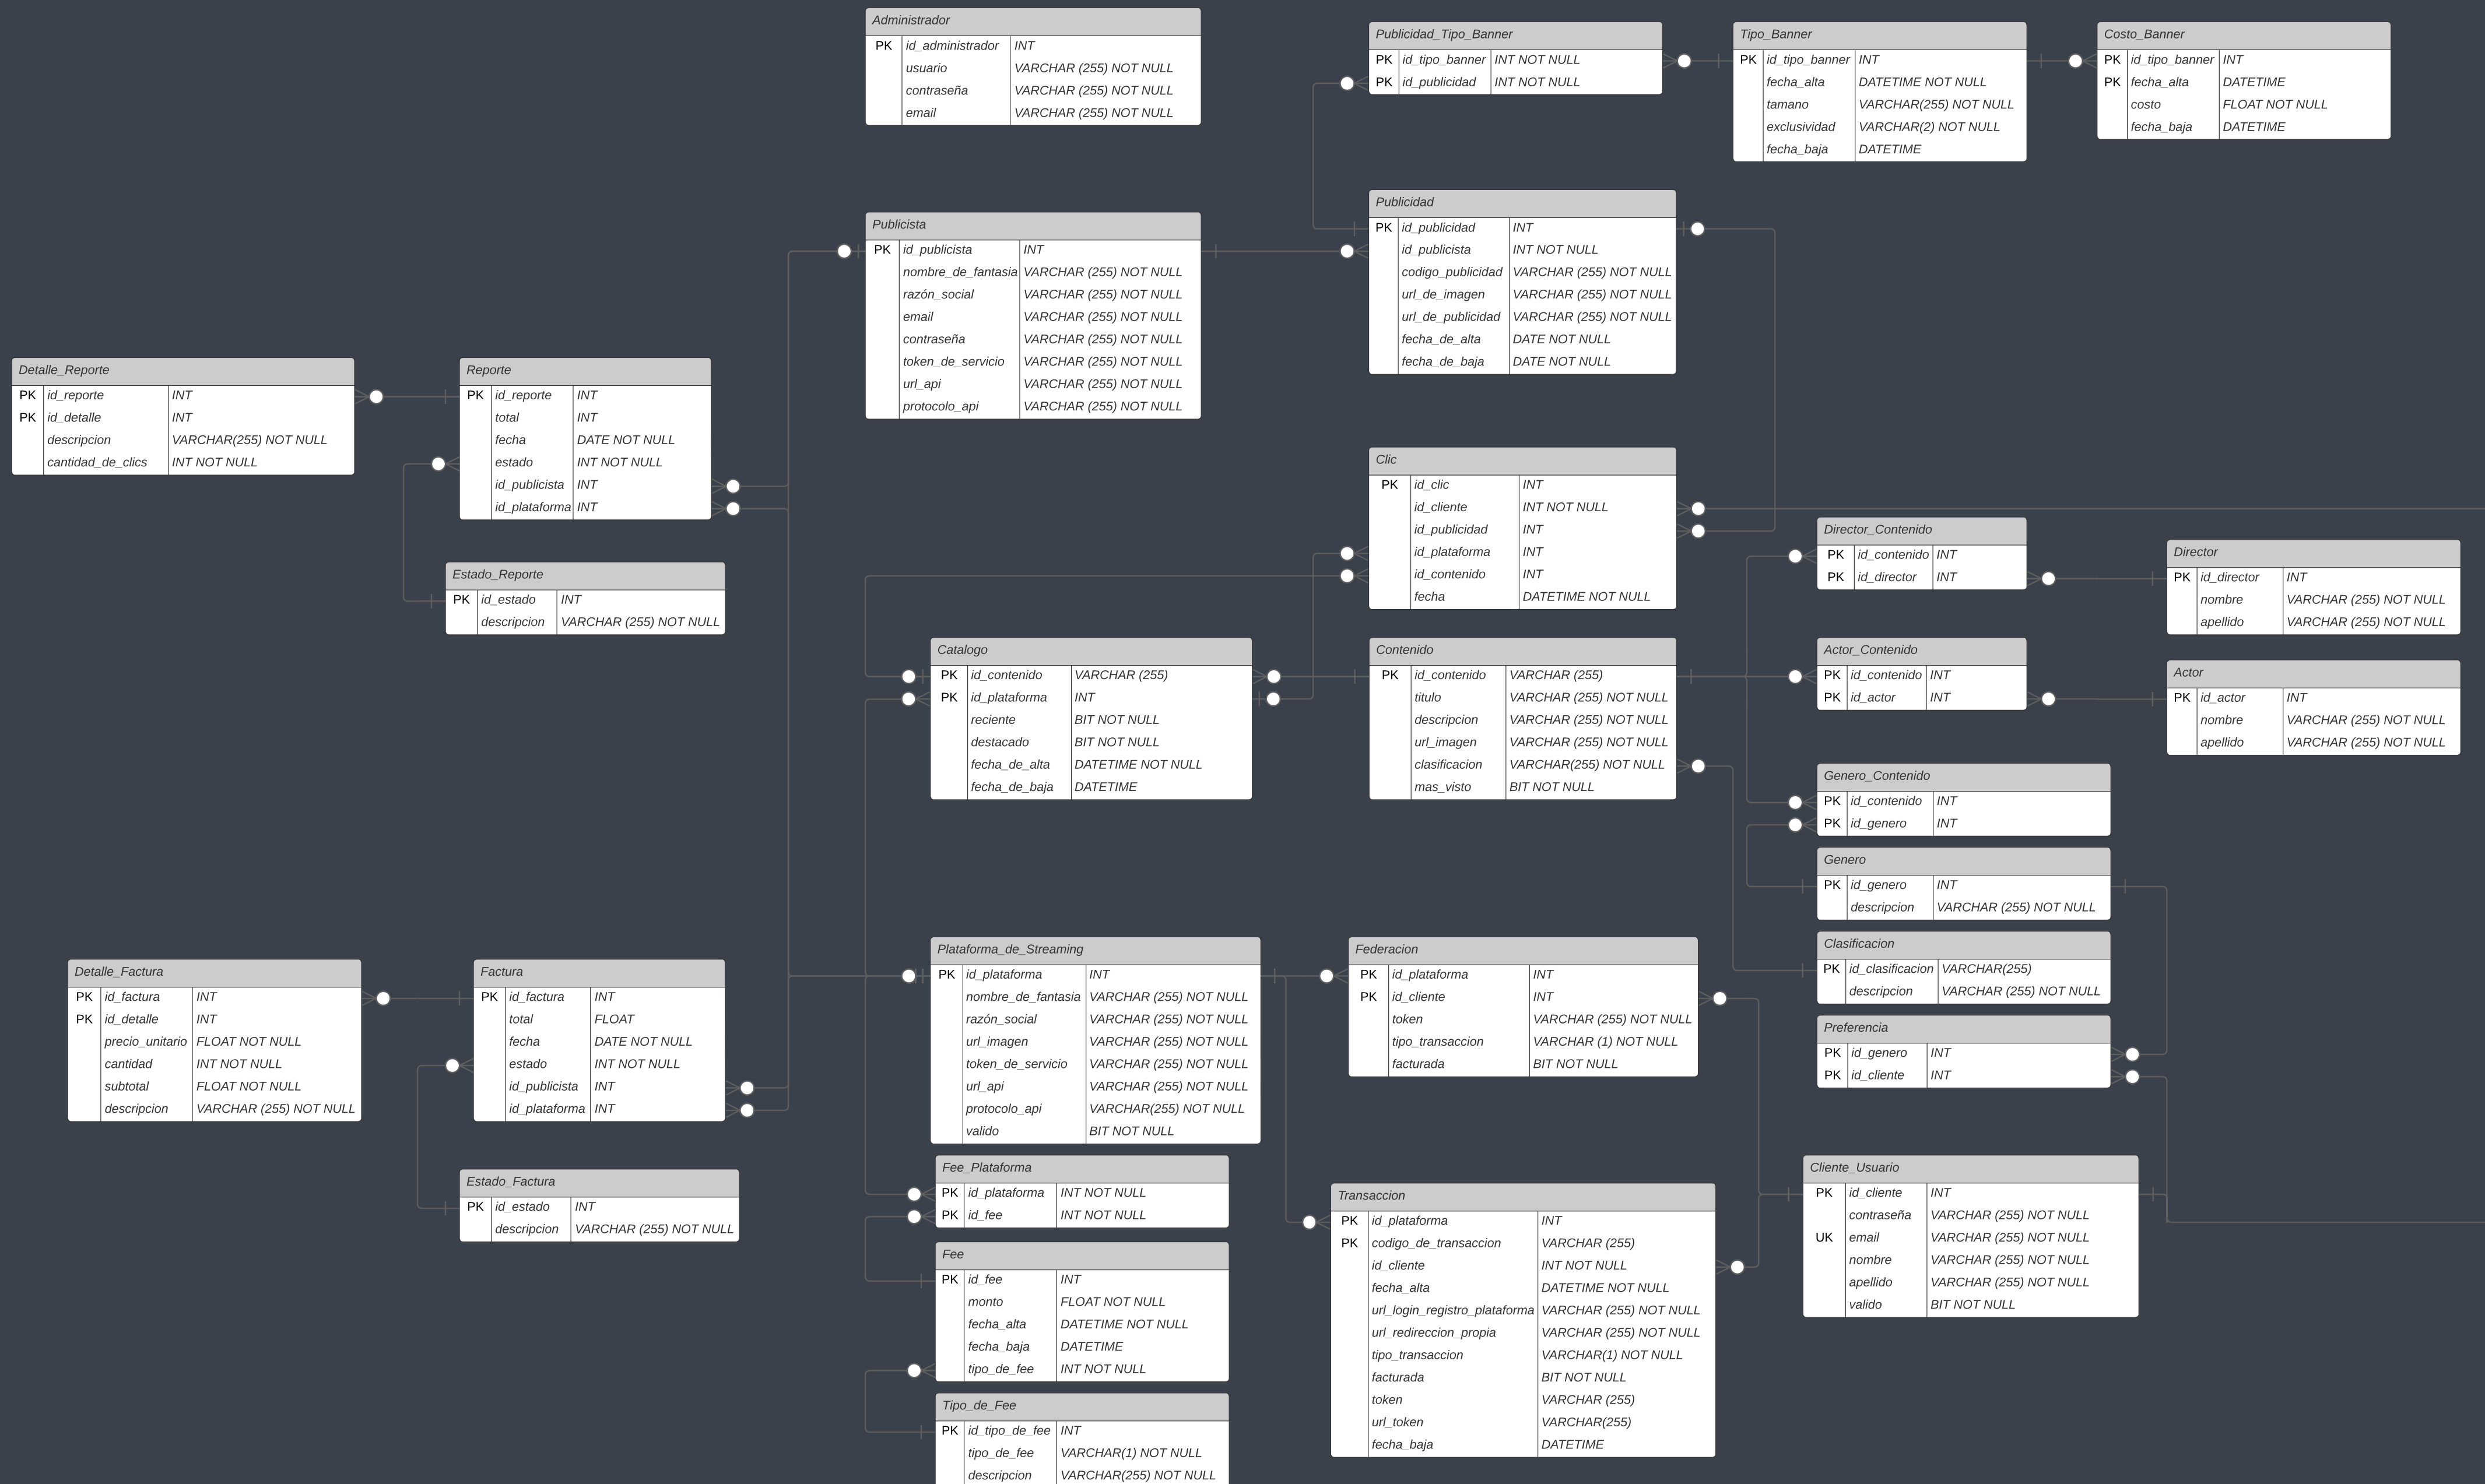 Administrador
PK id_administrador INT
usuario VARCHAR (255) NOT NULL
contraseña VARCHAR (255) NOT NULL
email VARCHAR (255) NOT NULL
Publicidad_Tipo_Banner
PK id_tipo_banner INT NOT NULL
PK id_publicidad INT NOT NULL
Tipo_Banner
PK id_tipo_banner INT
fecha_alta DATETIME NOT NULL
tamano VARCHAR(255) NOT NULL
exclusividad VARCHAR(2) NOT NULL
fecha_baja DATETIME
Costo_Banner
PK id_tipo_banner INT
PK fecha_alta DATETIME
costo FLOAT NOT NULL
fecha_baja DATETIME
Publicista
PK id_publicista INT
nombre_de_fantasia VARCHAR (255) NOT NULL
razón_social VARCHAR (255) NOT NULL
email VARCHAR (255) NOT NULL
contraseña VARCHAR (255) NOT NULL
token_de_servicio VARCHAR (255) NOT NULL
url_api VARCHAR (255) NOT NULL
protocolo_api VARCHAR (255) NOT NULL
Publicidad
PK id_publicidad INT
id_publicista INT NOT NULL
codigo_publicidad VARCHAR (255) NOT NULL
url_de_imagen VARCHAR (255) NOT NULL
url_de_publicidad VARCHAR (255) NOT NULL
fecha_de_alta DATE NOT NULL
fecha_de_baja DATE NOT NULL
Detalle_Reporte
PK id_reporte INT
PK id_detalle INT
descripcion VARCHAR(255) NOT NULL
cantidad_de_clics INT NOT NULL
Reporte
PK id_reporte INT
total INT
fecha DATE NOT NULL
estado INT NOT NULL
id_publicista INT
id_plataforma INT
Estado_Reporte
PK id_estado INT
descripcion VARCHAR (255) NOT NULL
Clic
PK id_clic INT
id_cliente INT NOT NULL
id_publicidad INT
id_plataforma INT
id_contenido INT
fecha DATETIME NOT NULL
Director_Contenido
PK id_contenido INT
PK id_director INT
Director
PK id_director INT
nombre VARCHAR (255) NOT NULL
apellido VARCHAR (255) NOT NULL
Catalogo
PK id_contenido VARCHAR (255)
PK id_plataforma INT
reciente BIT NOT NULL
destacado BIT NOT NULL
fecha_de_alta DATETIME NOT NULL
fecha_de_baja DATETIME
Contenido
PK id_contenido VARCHAR (255)
titulo VARCHAR (255) NOT NULL
descripcion VARCHAR (255) NOT NULL
url_imagen VARCHAR (255) NOT NULL
clasificacion VARCHAR(255) NOT NULL
mas_visto BIT NOT NULL
Actor_Contenido
PK id_contenido INT
PK id_actor INT
Actor
PK id_actor INT
nombre VARCHAR (255) NOT NULL
apellido VARCHAR (255) NOT NULL
Genero_Contenido
PK id_contenido INT
PK id_genero INT
Genero
PK id_genero INT
descripcion VARCHAR (255) NOT NULL
Clasificacion
PK id_clasificacion VARCHAR(255)
descripcion VARCHAR (255) NOT NULL
Preferencia
PK id_genero INT
PK id_cliente INT
Detalle_Factura
PK id_factura INT
PK id_detalle INT
precio_unitario FLOAT NOT NULL
cantidad INT NOT NULL
subtotal FLOAT NOT NULL
descripcion VARCHAR (255) NOT NULL
Factura
PK id_factura INT
total FLOAT
fecha DATE NOT NULL
estado INT NOT NULL
id_publicista INT
id_plataforma INT
Estado_Factura
PK id_estado INT
descripcion VARCHAR (255) NOT NULL
Plataforma_de_Streaming
PK id_plataforma INT
nombre_de_fantasia VARCHAR (255) NOT NULL
razón_social VARCHAR (255) NOT NULL
url_imagen VARCHAR (255) NOT NULL
token_de_servicio VARCHAR (255) NOT NULL
url_api VARCHAR (255) NOT NULL
protocolo_api VARCHAR(255) NOT NULL
valido BIT NOT NULL
Federacion
PK id_plataforma INT
PK id_cliente INT
token VARCHAR (255) NOT NULL
tipo_transaccion VARCHAR (1) NOT NULL
facturada BIT NOT NULL
Fee_Plataforma
PK id_plataforma INT NOT NULL
PK id_fee INT NOT NULL
Fee
PK id_fee INT
monto FLOAT NOT NULL
fecha_alta DATETIME NOT NULL
fecha_baja DATETIME
tipo_de_fee INT NOT NULL
Tipo_de_Fee
PK id_tipo_de_fee INT
tipo_de_fee VARCHAR(1) NOT NULL
descripcion VARCHAR(255) NOT NULL
Transaccion
PK id_plataforma INT
PK codigo_de_transaccion VARCHAR (255)
id_cliente INT NOT NULL
fecha_alta DATETIME NOT NULL
url_login_registro_plataforma VARCHAR (255) NOT NULL
url_redireccion_propia VARCHAR (255) NOT NULL
tipo_transaccion VARCHAR(1) NOT NULL
facturada BIT NOT NULL
token VARCHAR (255)
url_token VARCHAR(255)
fecha_baja DATETIME
Cliente_Usuario
PK id_cliente INT
contraseña VARCHAR (255) NOT NULL
UK email VARCHAR (255) NOT NULL
nombre VARCHAR (255) NOT NULL
apellido VARCHAR (255) NOT NULL
valido BIT NOT NULL